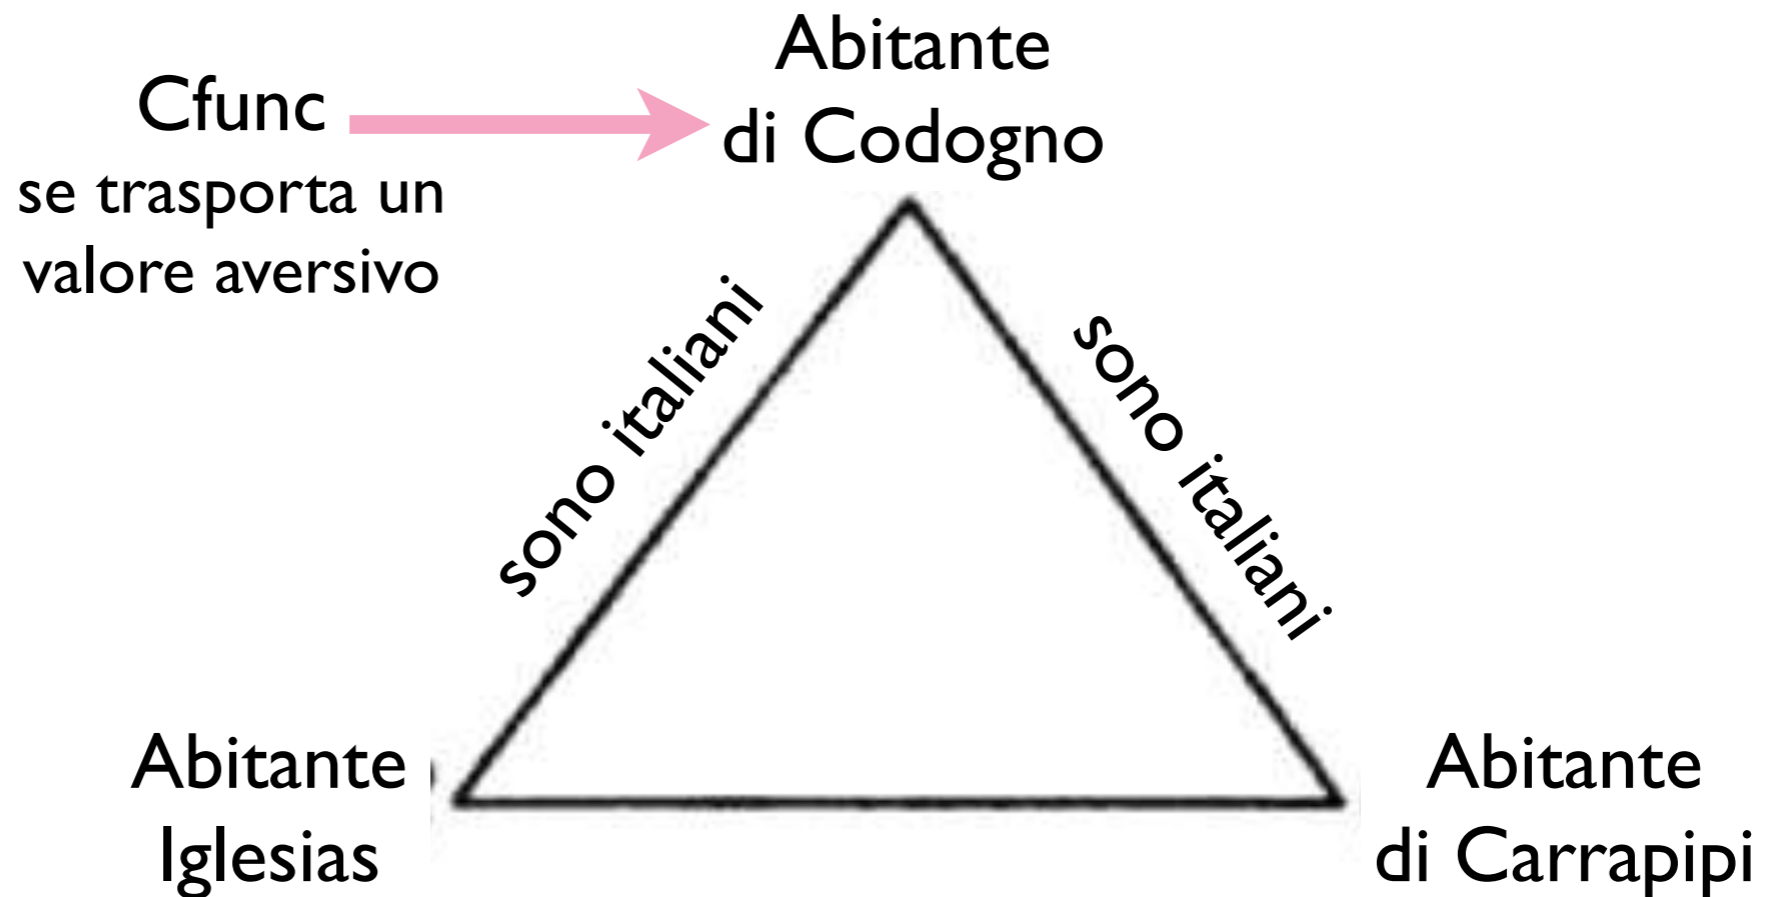 Cfunc
se trasporta un
valore aversivo
Abitante
di Codogno
sono italiani
sono italiani
Abitante
Iglesias
Abitante
di Carrapipi